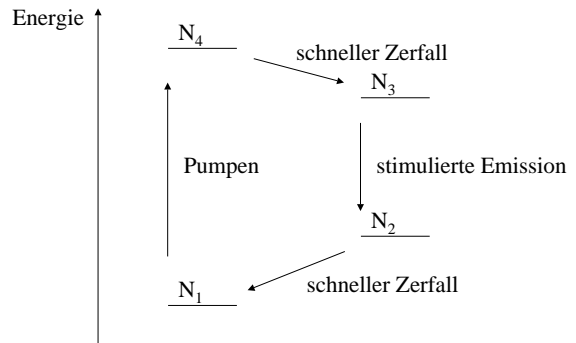 Energie
N₄
schneller Zerfall
N₃
Pumpen
stimulierte Emission
N₂
N₁
schneller Zerfall